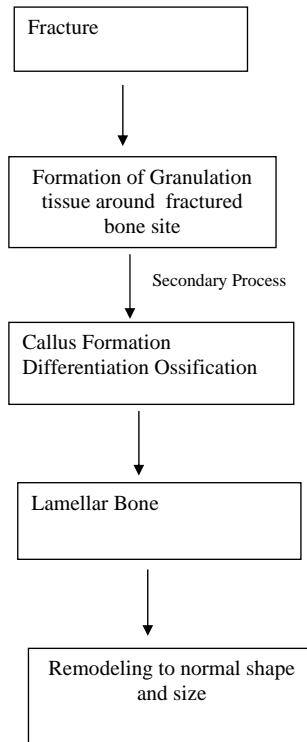 Fracture
Formation of Granulation
tissue around fractured
bone site
Secondary Process
Callus Formation
Differentiation Ossification
Lamellar Bone
Remodeling to normal shape
and size